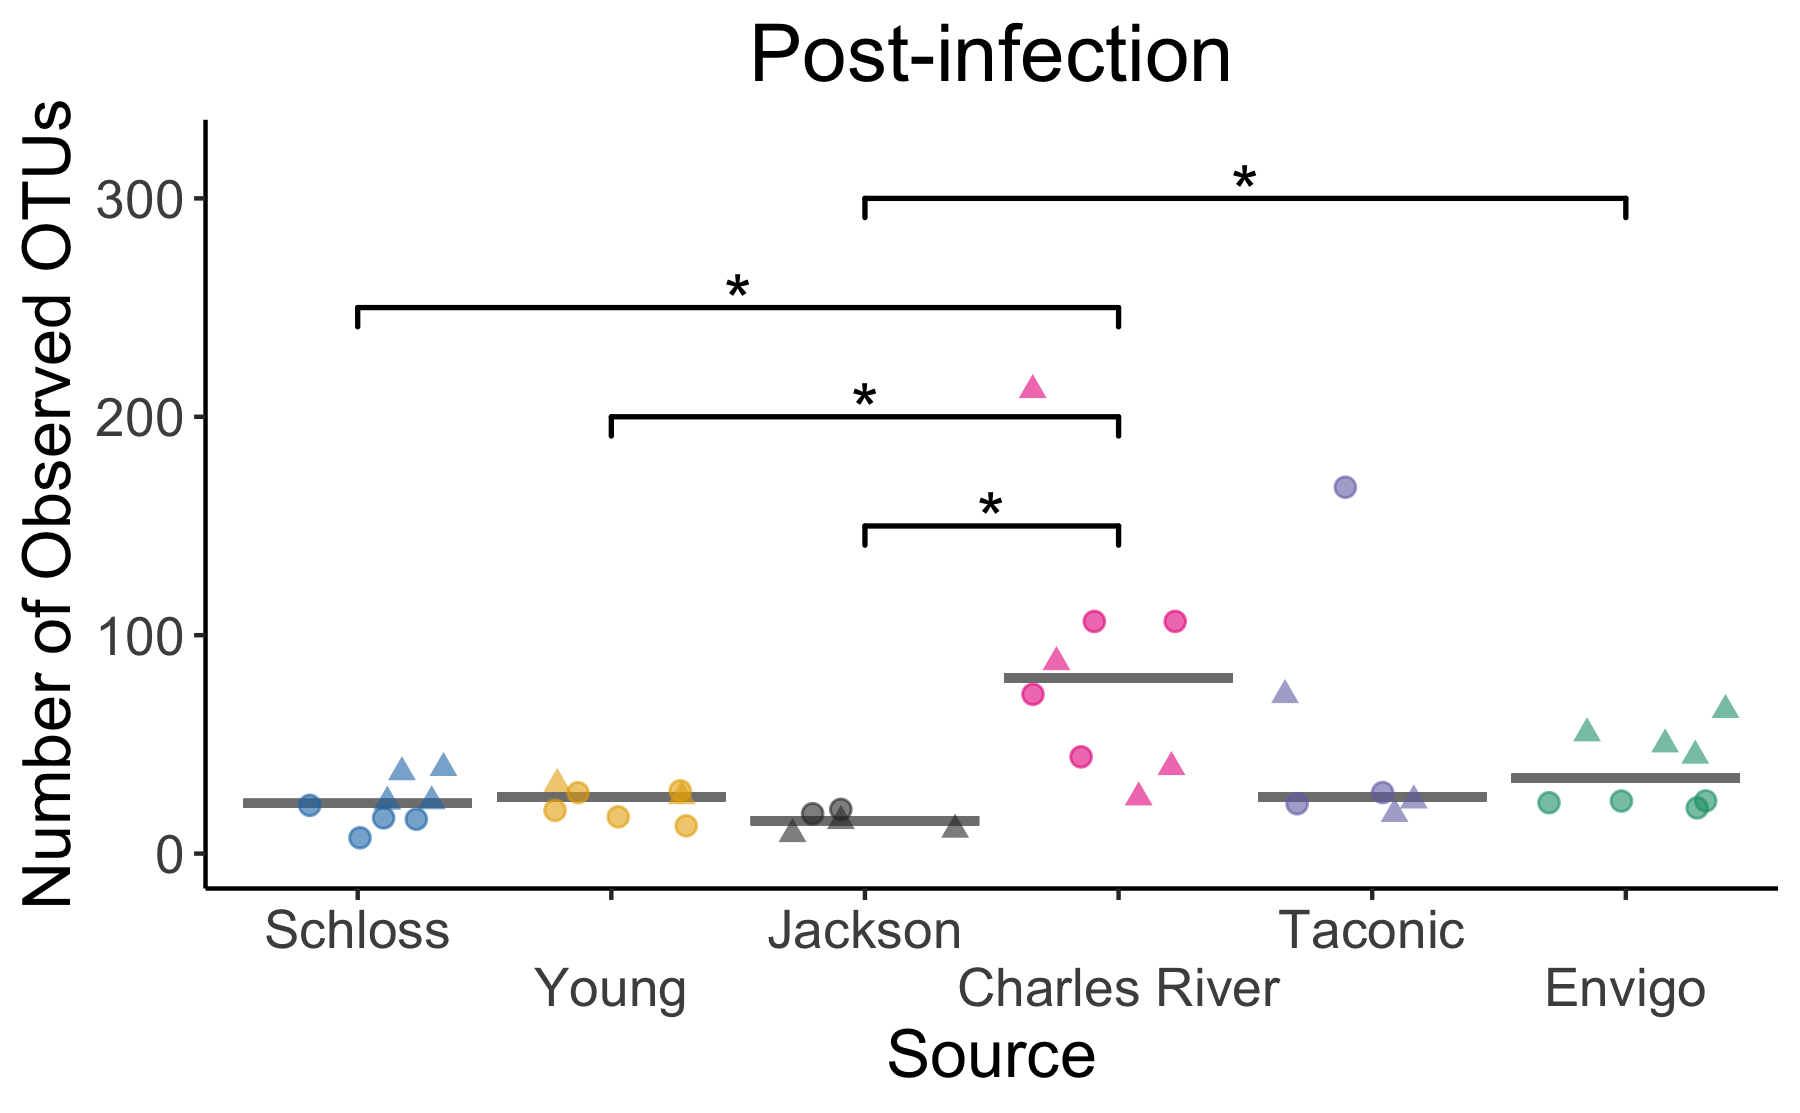 Post-infection
Number of Observed OTUs
300
200
100
0
*
*
*
*
Schloss
Young
Jackson
Charles River
Taconic
Envigo
Source